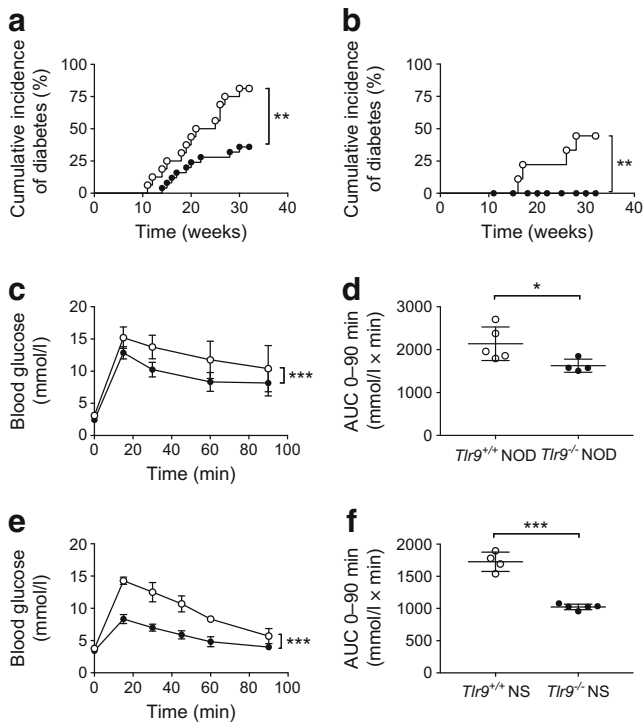 a
Cumulative incidence
of diabetes (%)
100
75
50
25
0
0 10 20 30 40
Time (weeks)
**
b
Cumulative incidence
of diabetes (%)
100
75
50
25
0
0 10 20 30 40
Time (weeks)
**
c
Blood glucose
(mmol/l)
20
15
10
5
0
0 20 40 60 80 100
Time (min)
***
d
AUC 0–90 min
(mmol/l × min)
3000
2000
1000
0
*
Tlr9+/+ NOD Tlr9-/- NOD
e
Blood glucose
(mmol/l)
20
15
10
5
0
0 20 40 60 80 100
Time (min)
***
f
AUC 0–90 min
(mmol/l × min)
2000
1500
1000
500
0
***
Tlr9+/+ NS Tlr9-/- NS